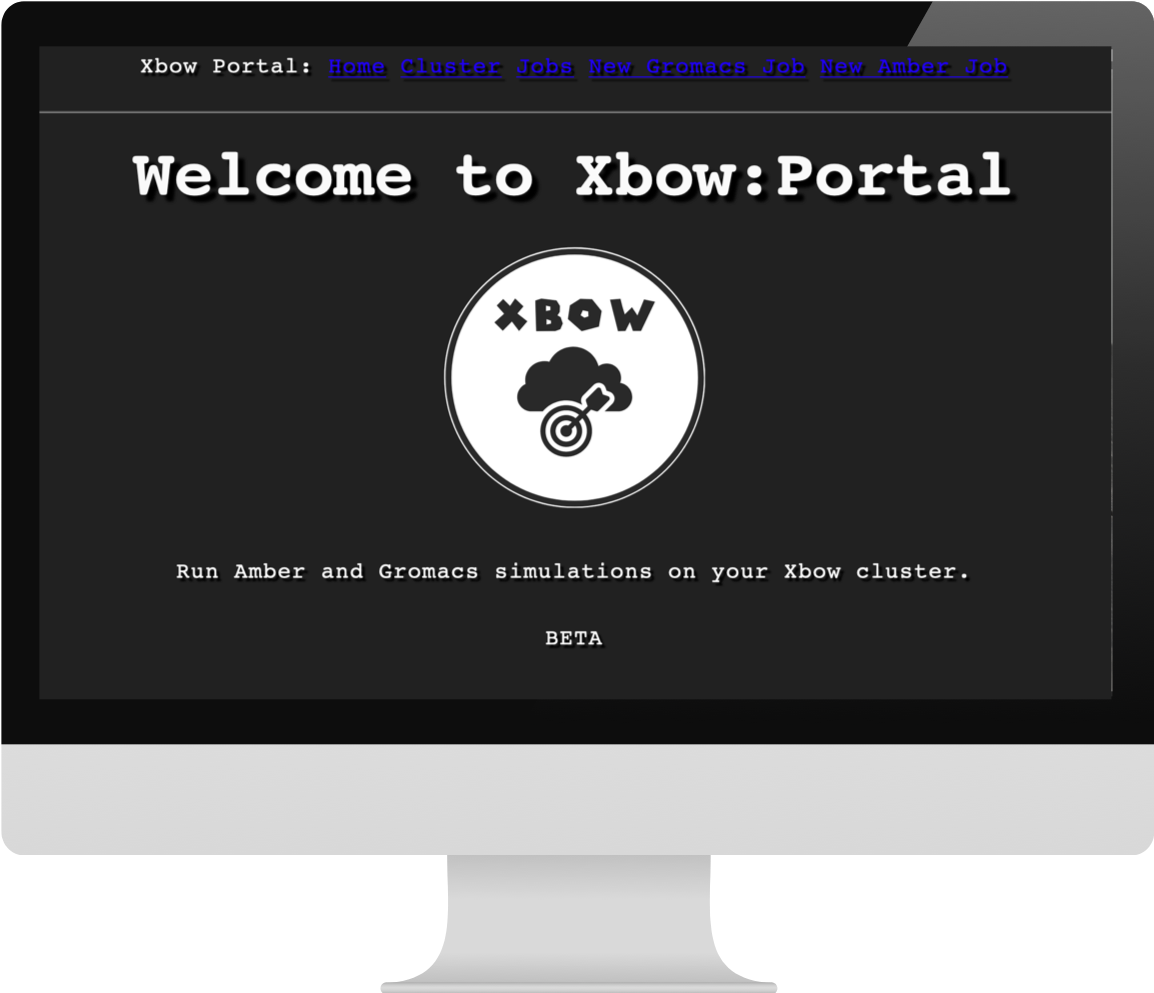 Xbow Portal: Home Cluster Jobs New Gromacs Job New Amber Job
Welcome to Xbow:Portal
XBOW
Run Amber and Gromacs simulations on your Xbow cluster.
BETA